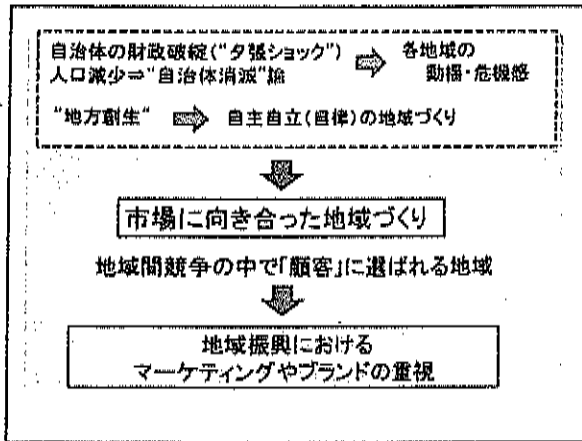 自治体の財政破綻(“夕張ショック”) ⇒ 各地域の
人口減少⇒“自治体消滅”論 動揺・危機感
“地方創生“ ⇒ 自主自立(自律)の地域づくり
市場に向き合った地域づくり
地域間競争の中で「顧客」に選ばれる地域
地域振興における
マーケティングやブランドの重視